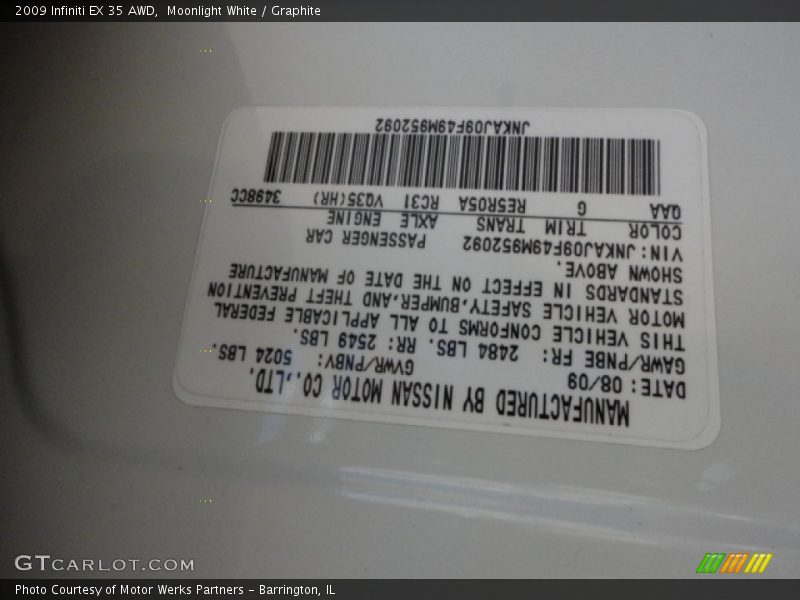 2009 Infiniti EX 35 AWD,  Moonlight White / Graphite
MANUFACTURED BY NISSAN MOTOR CO.,LTD.
DATE: 08/09 GVWR/PNBV: 5024 LBS.
GAWR/PNBE FR: 2484 LBS. RR: 2549 LBS.
THIS VEHICLE CONFORMS TO ALL APPLICABLE FEDERAL
MOTOR VEHICLE SAFETY,BUMPER,AND THEFT PREVENTION
STANDARDS IN EFFECT ON THE DATE OF MANUFACTURE
SHOWN ABOVE.
VIN: JNKAJ09F49M952092 PASSENGER CAR
COLOR TRIM TRANS AXLE ENGINE
QAA G RE5R05A RC31 VQ35(HR) 3498CC
JNKAJ09F49M952092
GTCARLOT.COM
Photo Courtesy of Motor Werks Partners - Barrington, IL